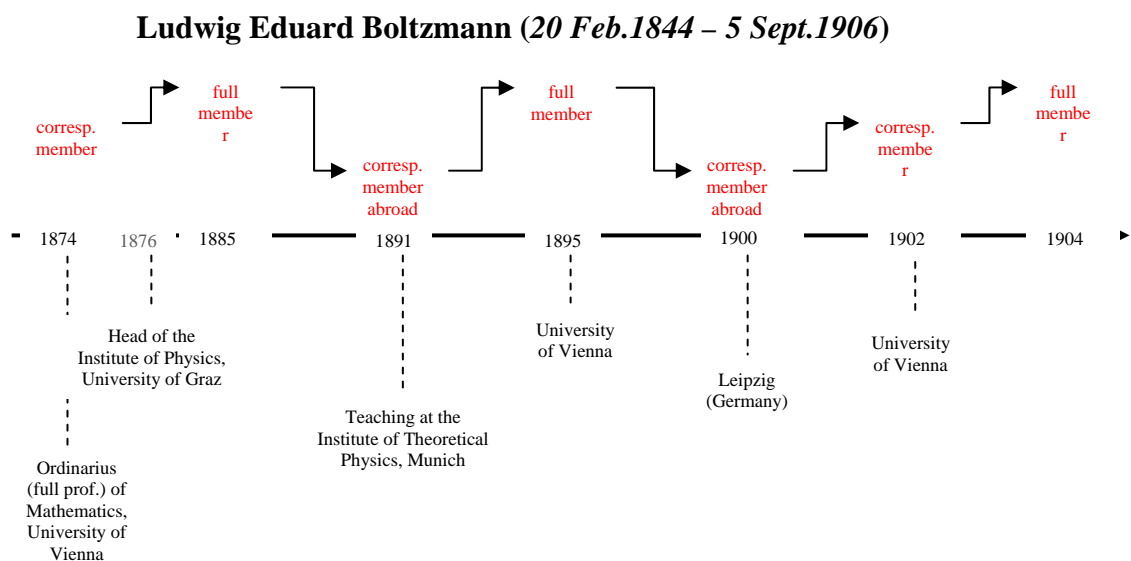 Ludwig Eduard Boltzmann (20 Feb.1844 – 5 Sept.1906)
corresp.
member
full
membe
r
corresp.
member
abroad
full
member
corresp.
member
abroad
corresp.
membe
r
full
membe
r
1874
1876
1885
1891
1895
1900
1902
1904
Ordinarius
(full prof.) of
Mathematics,
University of
Vienna
Head of the
Institute of Physics,
University of Graz
Teaching at the
Institute of Theoretical
Physics, Munich
University
of Vienna
Leipzig
(Germany)
University
of Vienna